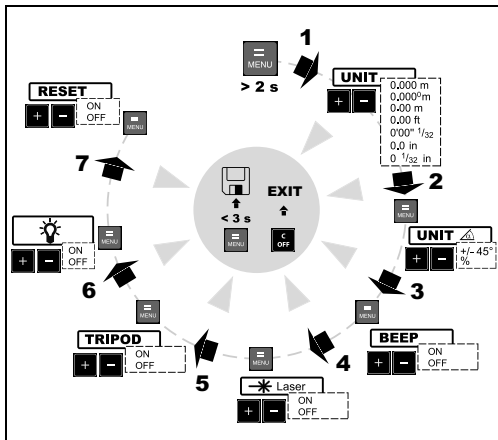 =
MENU
> 2 s
1
UNIT
+ -
0.000 m
0.000⁰m
0.00 m
0.00 ft
0'00" 1/32
0.0 in
0 1/32 in
2
=
MENU
UNIT
+ -
+/- 45°
%
3
=
MENU
BEEP
+ -
ON
OFF
4
=
MENU
Laser
+ -
ON
OFF
5
=
MENU
TRIPOD
+ -
ON
OFF
6
=
MENU
+ -
ON
OFF
7
=
MENU
RESET
+ -
ON
OFF
EXIT
< 3 s
=
MENU
C
OFF